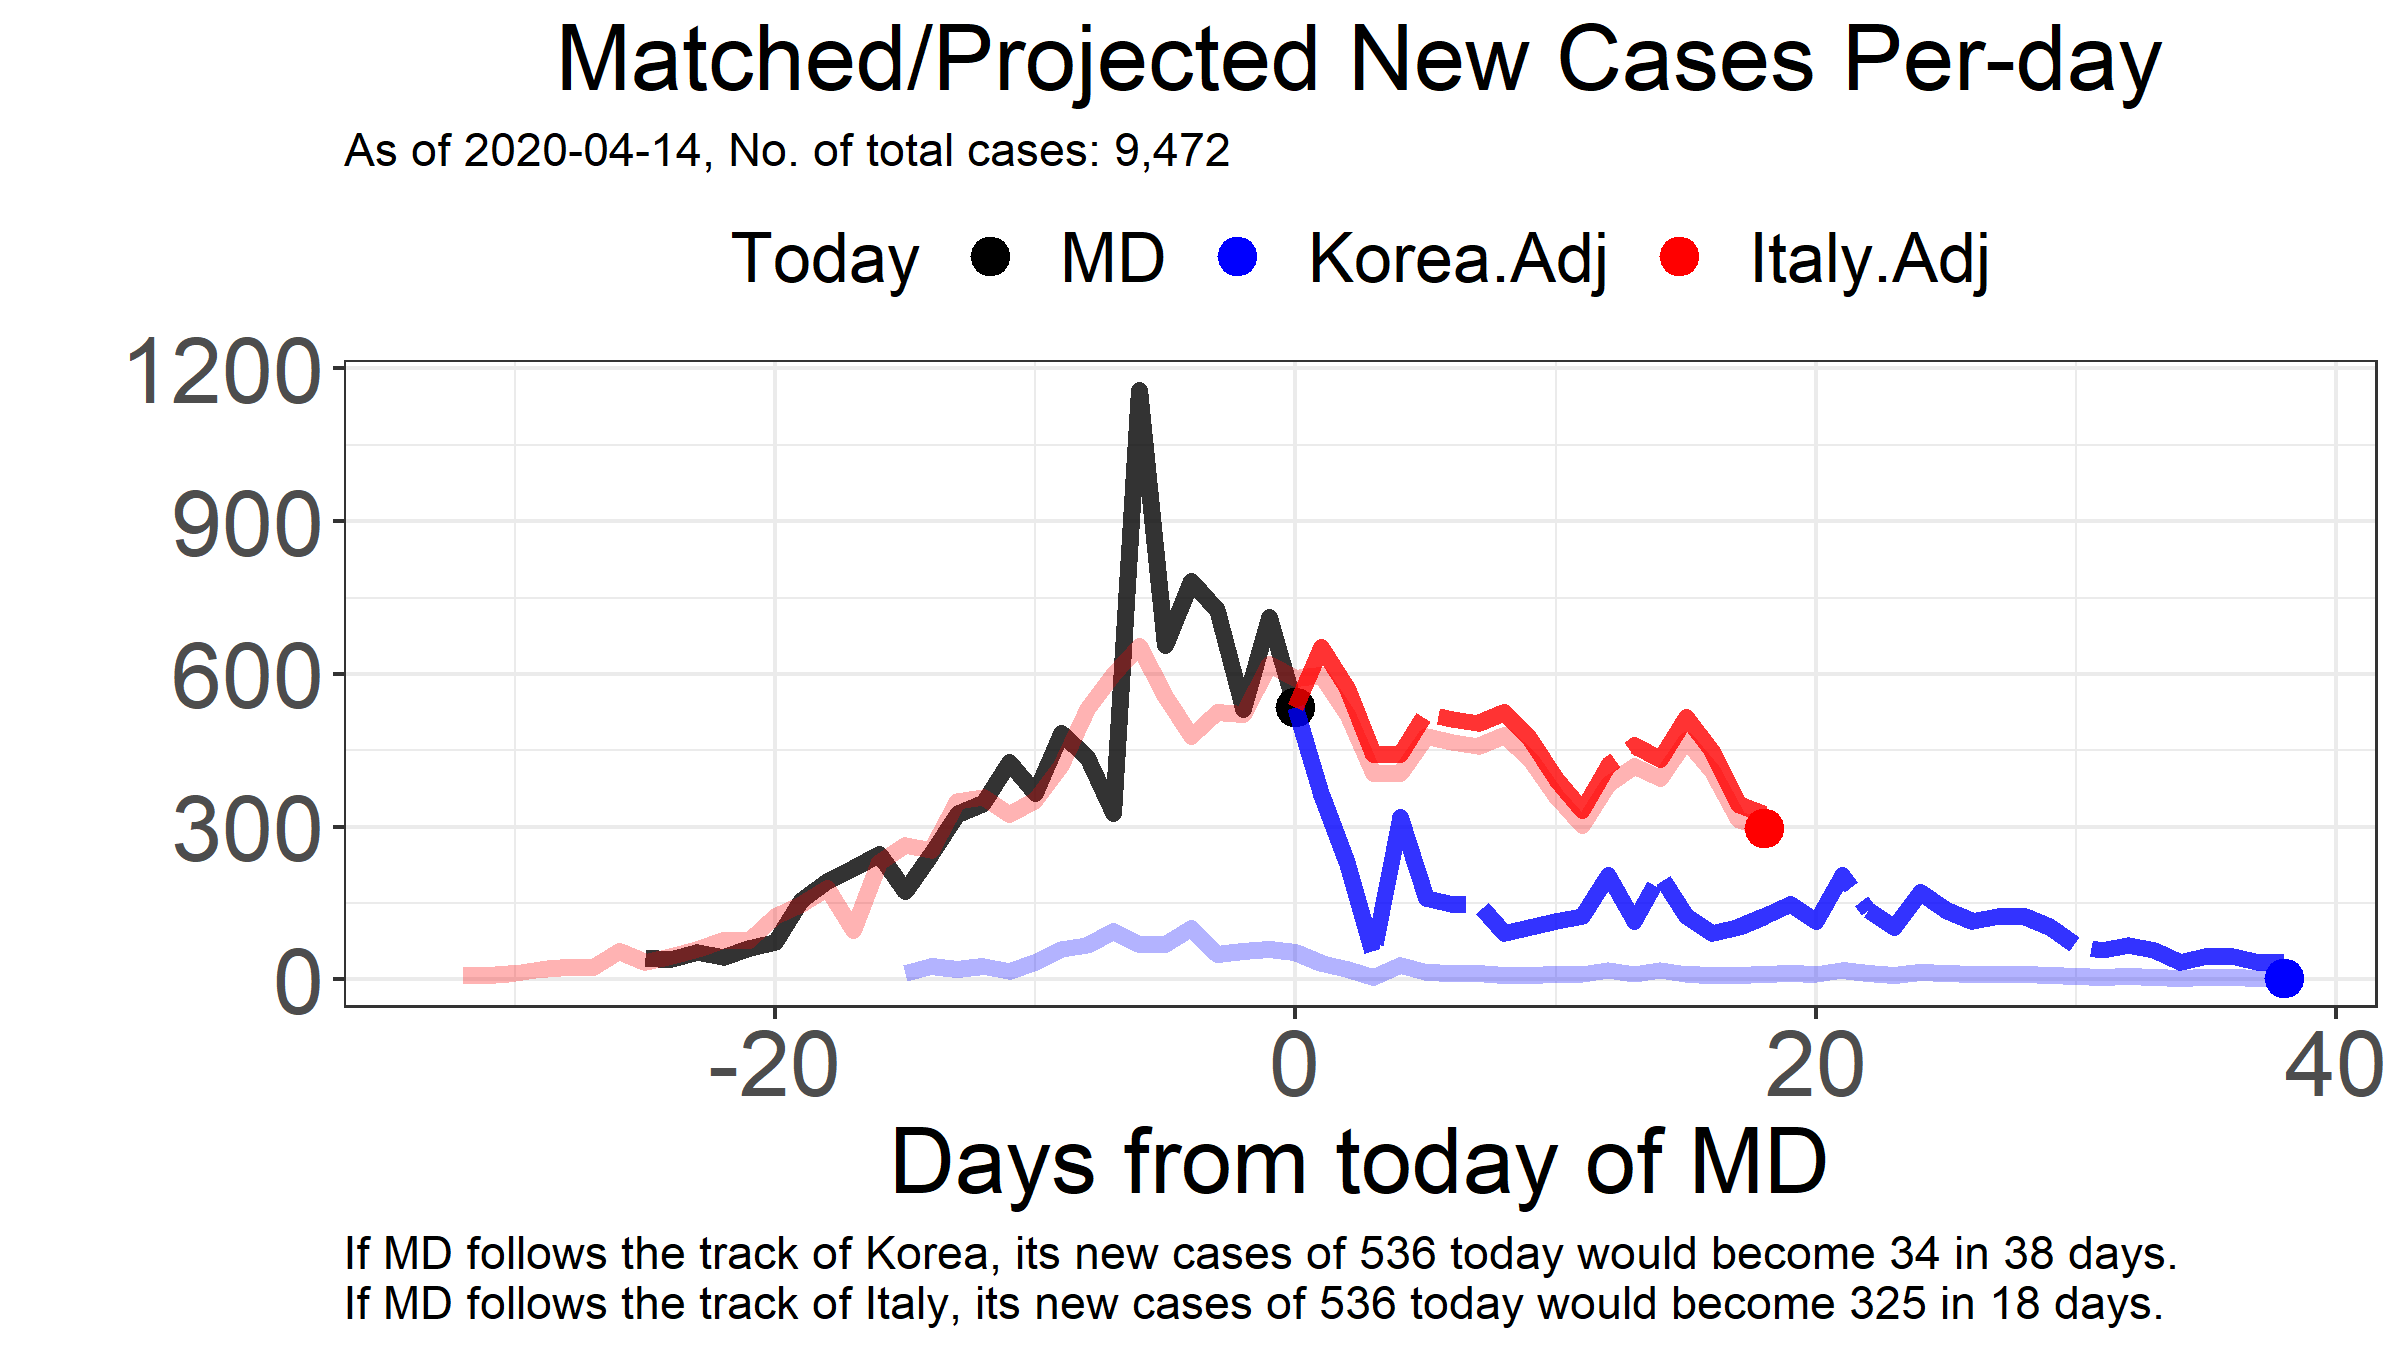 Matched/Projected New Cases Per-day
As of 2020-04-14, No. of total cases: 9,472
Today MD Korea.Adj Italy.Adj
1200
900
600
300
0
-20 0 20 40
Days from today of MD
If MD follows the track of Korea, its new cases of 536 today would become 34 in 38 days.
If MD follows the track of Italy, its new cases of 536 today would become 325 in 18 days.